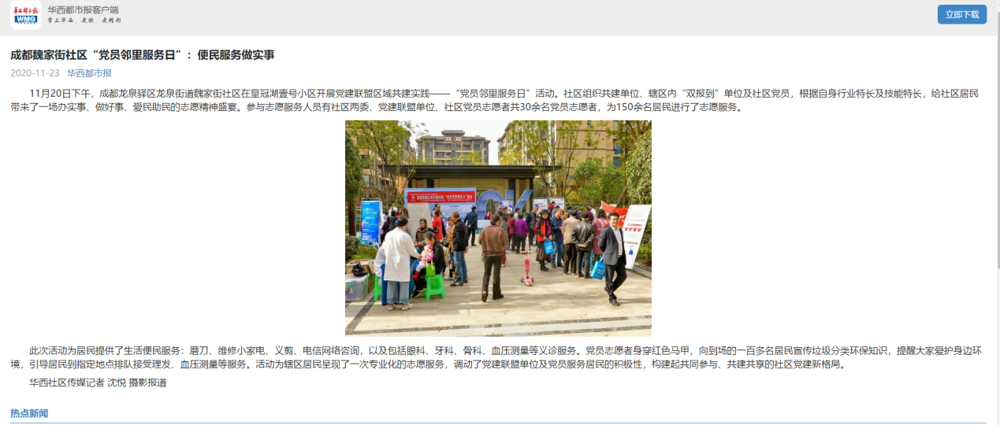 华西都市报
WMG
华西都市报客户端
掌上华西，更快、更精彩
立即下载
成都魏家街社区“党员邻里服务日”：便民服务做实事
2020-11-23 华西都市报
11月20日下午，成都龙泉驿区龙泉街道魏家街社区在皇冠湖壹号小区开展党建联盟区域共建实践——“党员邻里服务日”活动。社区组织共建单位、辖区内“双报到”单位及社区党员，根据自身行业特长及技能特长，给社区居民
带来了一场办实事、做好事、爱民助民的志愿精神盛宴。参与志愿服务人员有社区两委、党建联盟单位、社区党员志愿者共30余名党员志愿者，为150余名居民进行了志愿服务。
此次活动为居民提供了生活便民服务：磨刀、维修小家电、义剪、电信网络咨询，以及包括眼科、牙科、骨科、血压测量等义诊服务。党员志愿者身穿红色马甲，向到场的一百多名居民宣传垃圾分类环保知识，提醒大家爱护身边环
境，引导居民到指定地点排队接受理发、血压测量等服务。活动为辖区居民呈现了一次专业化的志愿服务，调动了党建联盟单位及党员服务居民的积极性，构建起共同参与、共建共享的社区党建新格局。
华西社区传媒记者 沈悦 摄影报道
热点新闻